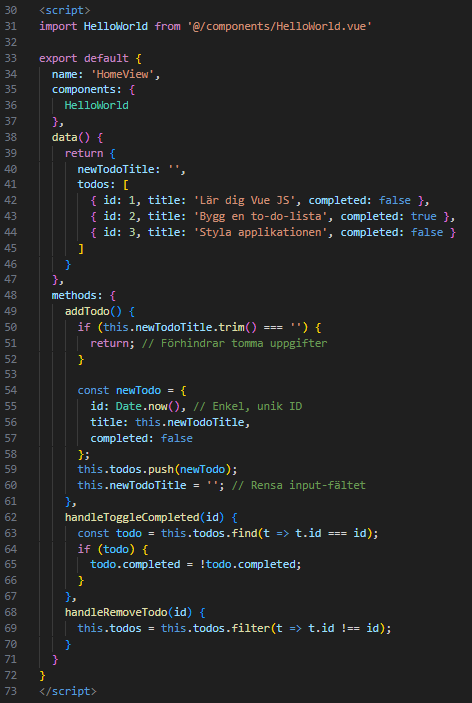 30 <script>
31 import HelloWorld from '@/components/HelloWorld.vue'
32
33 export default {
34   name: 'HomeView',
35   components: {
36     HelloWorld
37   },
38   data() {
39     return {
40       newTodoTitle: '',
41       todos: [
42         { id: 1, title: 'Lär dig Vue JS', completed: false },
43         { id: 2, title: 'Bygg en to-do-lista', completed: true },
44         { id: 3, title: 'Styla applikationen', completed: false }
45       ]
46     }
47   },
48   methods: {
49     addTodo() {
50       if (this.newTodoTitle.trim() === '') {
51         return; // Förhindrar tomma uppgifter
52       }
53
54       const newTodo = {
55         id: Date.now(), // Enkel, unik ID
56         title: this.newTodoTitle,
57         completed: false
58       };
59       this.todos.push(newTodo);
60       this.newTodoTitle = ''; // Rensa input-fältet
61     },
62     handleToggleCompleted(id) {
63       const todo = this.todos.find(t => t.id === id);
64       if (todo) {
65         todo.completed = !todo.completed;
66       }
67     },
68     handleRemoveTodo(id) {
69       this.todos = this.todos.filter(t => t.id !== id);
70     }
71   }
72 }
73 </script>